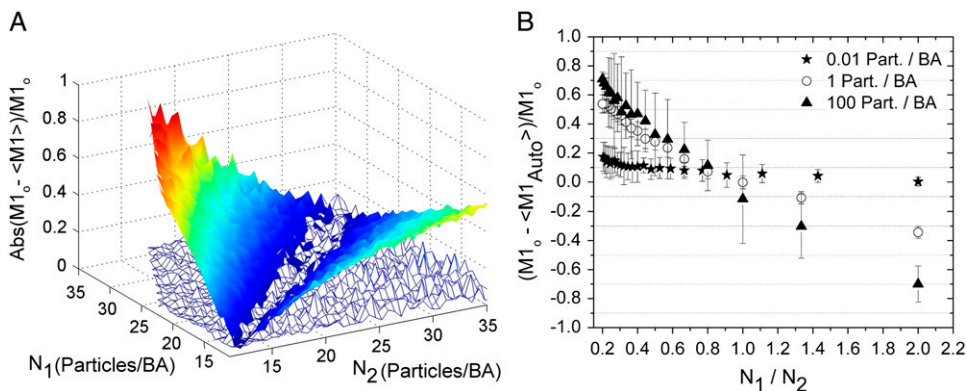 A
Abs(M1o - <M1>)/M1o
1
0.8
0.6
0.4
0.2
0
35
30
25
20
15
N1(Particles/BA)
15
20
25
30
35
N2(Particles/BA)
B
(M1o - <M1Auto>)/M1o
1.0
0.8
0.6
0.4
0.2
0.0
-0.2
-0.4
-0.6
-0.8
-1.0
0.01 Part. / BA
1 Part. / BA
100 Part. / BA
0.2 0.4 0.6 0.8 1.0 1.2 1.4 1.6 1.8 2.0 2.2
N1 / N2